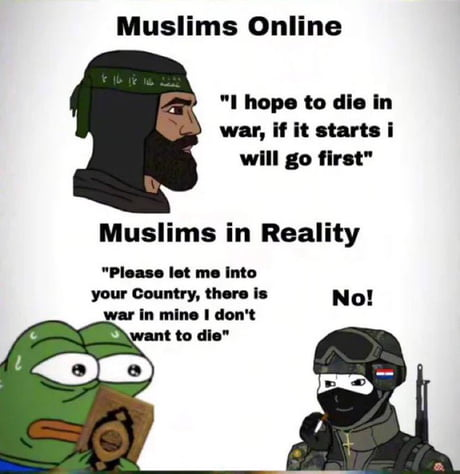 Muslims Online
"I hope to die in
war, if it starts i
will go first"
Muslims in Reality
"Please let me into
your Country, there is
war in mine I don't
want to die"
No!